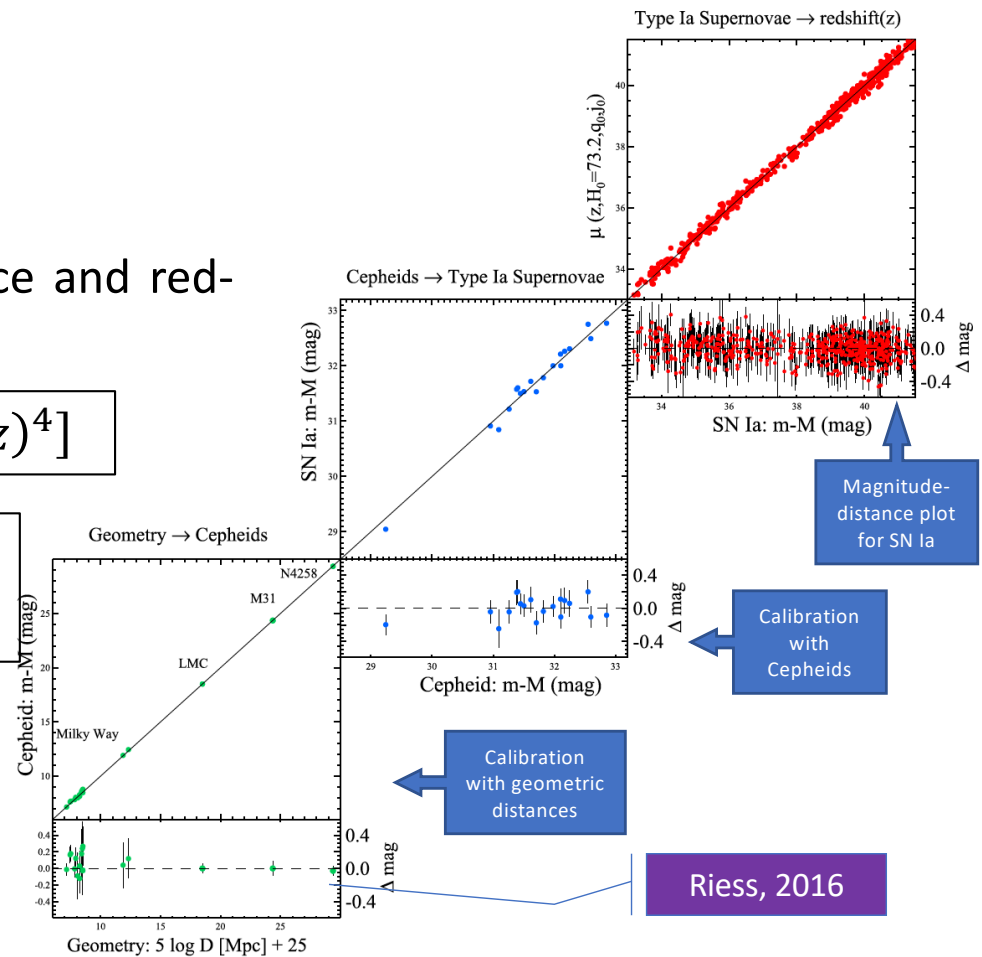 Type Ia Supernovae → redshift(z)
40
38
36
34
μ (z,H₀=73.2,q₀,j₀)
0.4
0.0
-0.4
Δ mag
34
36
38
40
SN Ia: m-M (mag)
ce and red-
z)⁴]
Cepheids → Type Ia Supernovae
33
32
31
30
29
SN Ia: m-M (mag)
0.4
0.0
-0.4
Δ mag
29
30
31
32
33
Cepheid: m-M (mag)
Magnitude-
distance plot
for SN Ia
Calibration
with
Cepheids
Geometry → Cepheids
N4258
M31
LMC
Milky Way
25
20
15
10
Cepheid: m-M (mag)
0.4
0.2
0.0
-0.2
-0.4
0.4
0.0
-0.4
Δ mag
10
15
20
25
Geometry: 5 log D [Mpc] + 25
Calibration
with geometric
distances
Riess, 2016